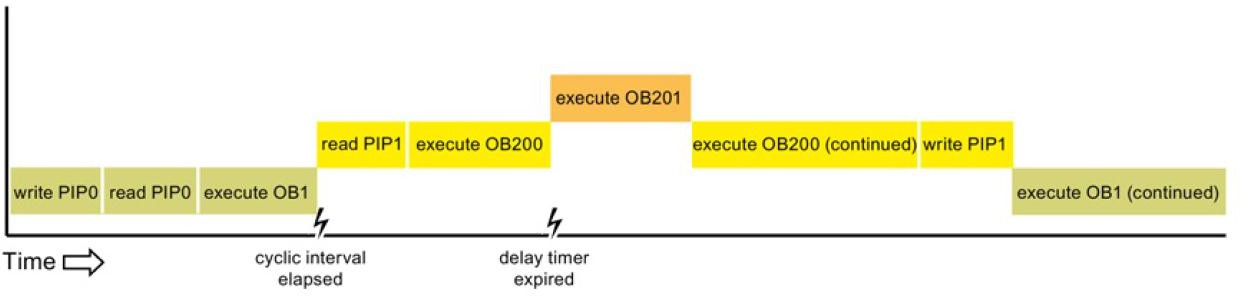 execute OB201
read PIP1
execute OB200
execute OB200 (continued)
write PIP1
write PIP0
read PIP0
execute OB1
execute OB1 (continued)
Time
cyclic interval
elapsed
delay timer
expired